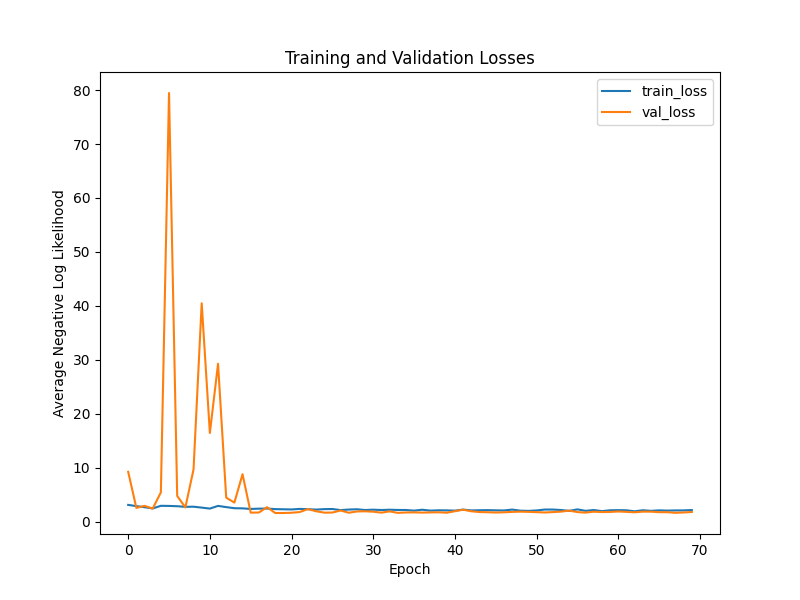 Training and Validation Losses
train_loss
val_loss
Average Negative Log Likelihood
80
70
60
50
40
30
20
10
0
0 10 20 30 40 50 60 70
Epoch